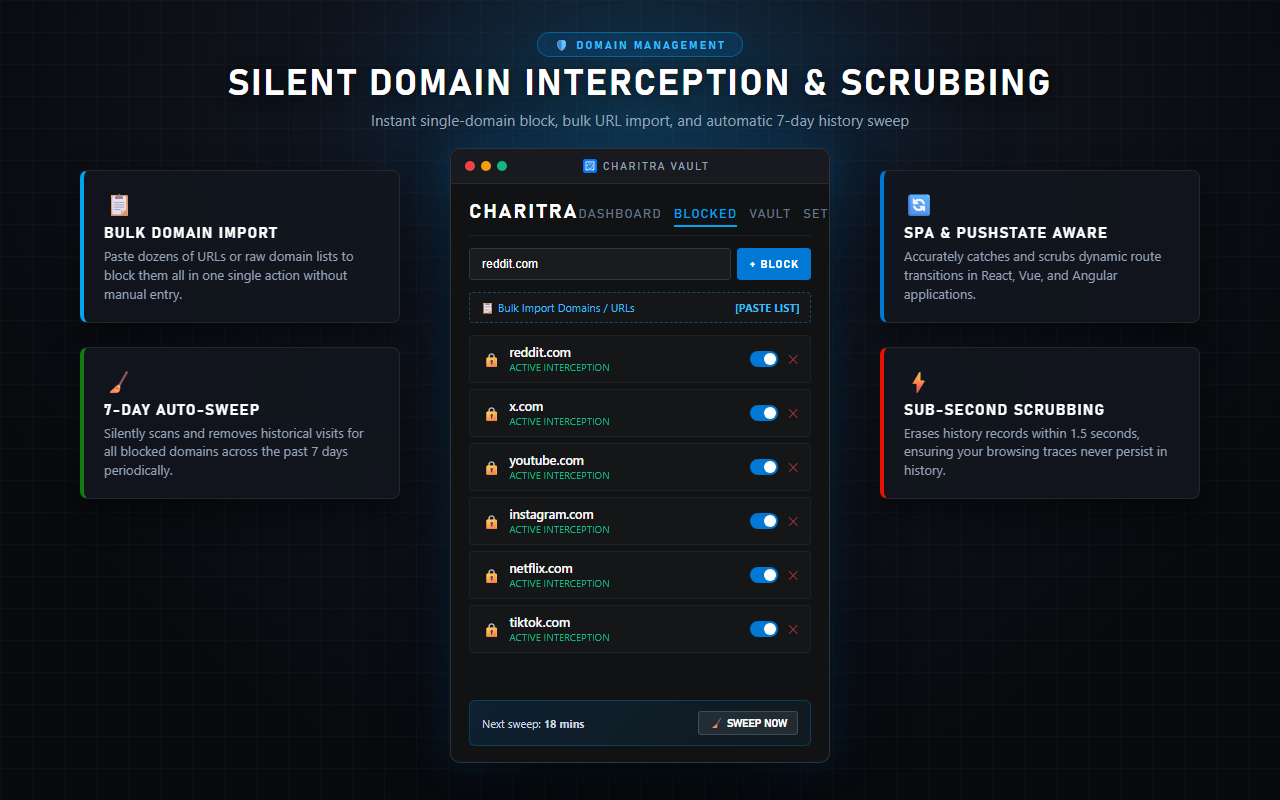 DOMAIN MANAGEMENT
SILENT DOMAIN INTERCEPTION & SCRUBBING
Instant single-domain block, bulk URL import, and automatic 7-day history sweep
BULK DOMAIN IMPORT
Paste dozens of URLs or raw domain lists to
block them all in one single action without
manual entry.
7-DAY AUTO-SWEEP
Silently scans and removes historical visits for
all blocked domains across the past 7 days
periodically.
CHARITRA VAULT
CHARITRA DASHBOARD BLOCKED VAULT SET
reddit.com + BLOCK
Bulk Import Domains / URLs [PASTE LIST]
reddit.com
ACTIVE INTERCEPTION
x.com
ACTIVE INTERCEPTION
youtube.com
ACTIVE INTERCEPTION
instagram.com
ACTIVE INTERCEPTION
netflix.com
ACTIVE INTERCEPTION
tiktok.com
ACTIVE INTERCEPTION
Next sweep: 18 mins SWEEP NOW
SPA & PUSHSTATE AWARE
Accurately catches and scrubs dynamic route
transitions in React, Vue, and Angular
applications.
SUB-SECOND SCRUBBING
Erases history records within 1.5 seconds,
ensuring your browsing traces never persist in
history.